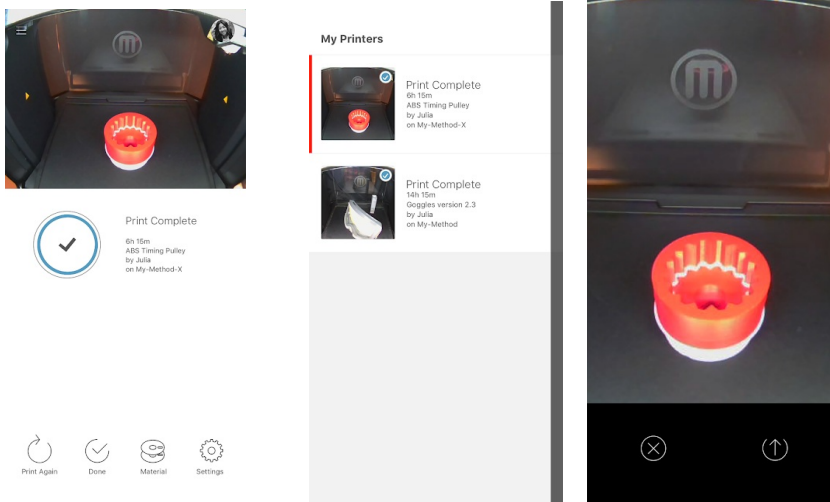 Print Complete
6h 15m
ABS Timing Pulley
by Julia
on My-Method-X
Print Again
Done
Material
Settings
My Printers
Print Complete
6h 15m
ABS Timing Pulley
by Julia
on My-Method-X
Print Complete
14h 15m
Goggles version 2.3
by Julia
on My-Method